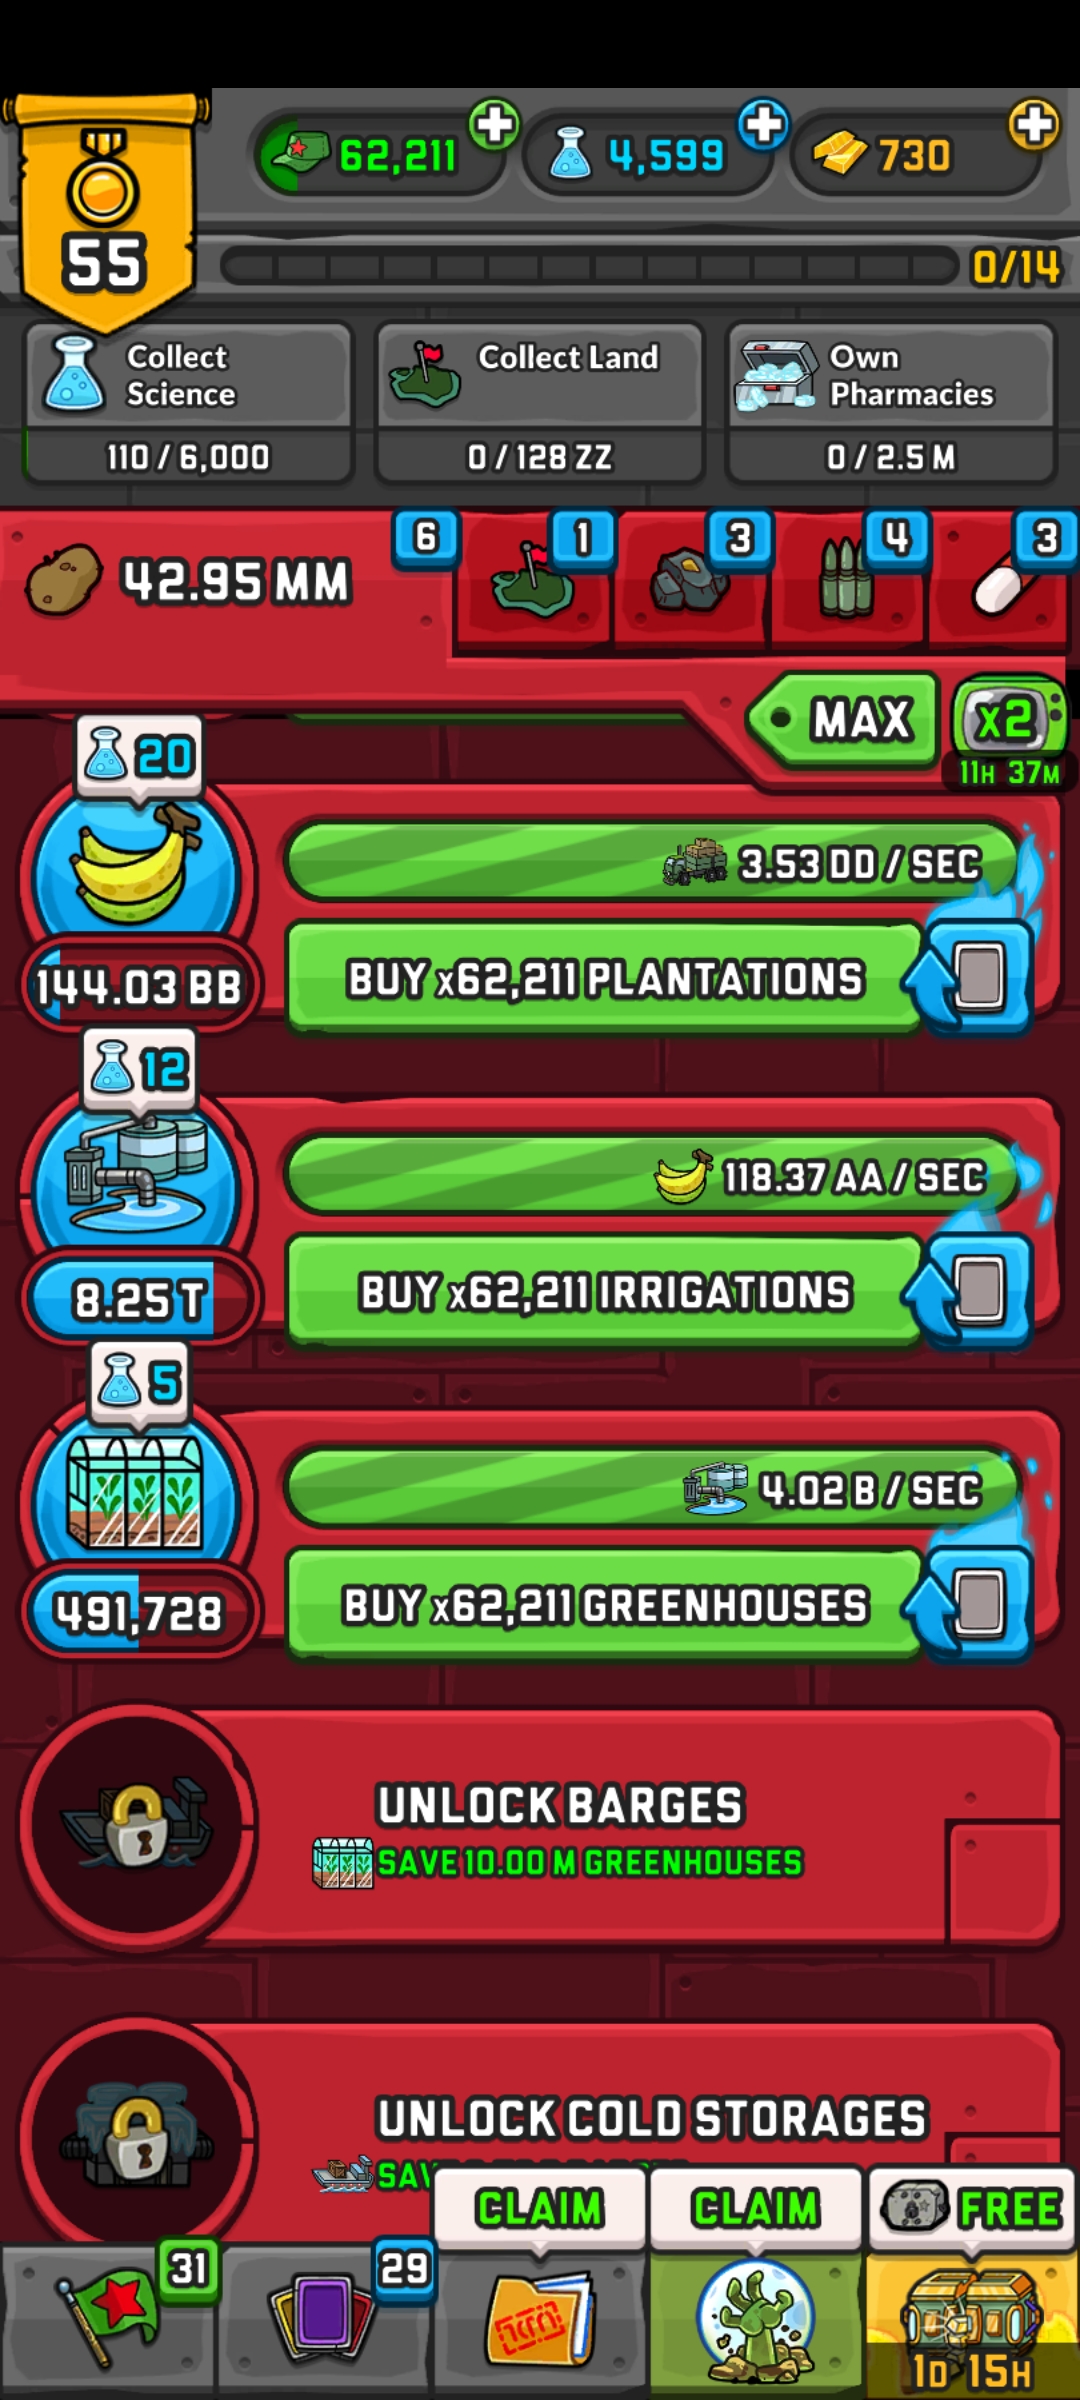 62,211
4,599
730
55
0/14
Collect
Science
110 / 6,000
Collect Land
0 / 128 ZZ
Own
Pharmacies
0 / 2.5 M
42.95 MM
6
1
3
4
3
MAX
x2
11H 37M
20
3.53 DD / SEC
144.03 BB
BUY x62,211 PLANTATIONS
12
118.37 AA / SEC
8.25 T
BUY x62,211 IRRIGATIONS
5
4.02 B / SEC
491,728
BUY x62,211 GREENHOUSES
UNLOCK BARGES
SAVE 10.00 M GREENHOUSES
UNLOCK COLD STORAGES
CLAIM
CLAIM
FREE
31
29
1D 15H